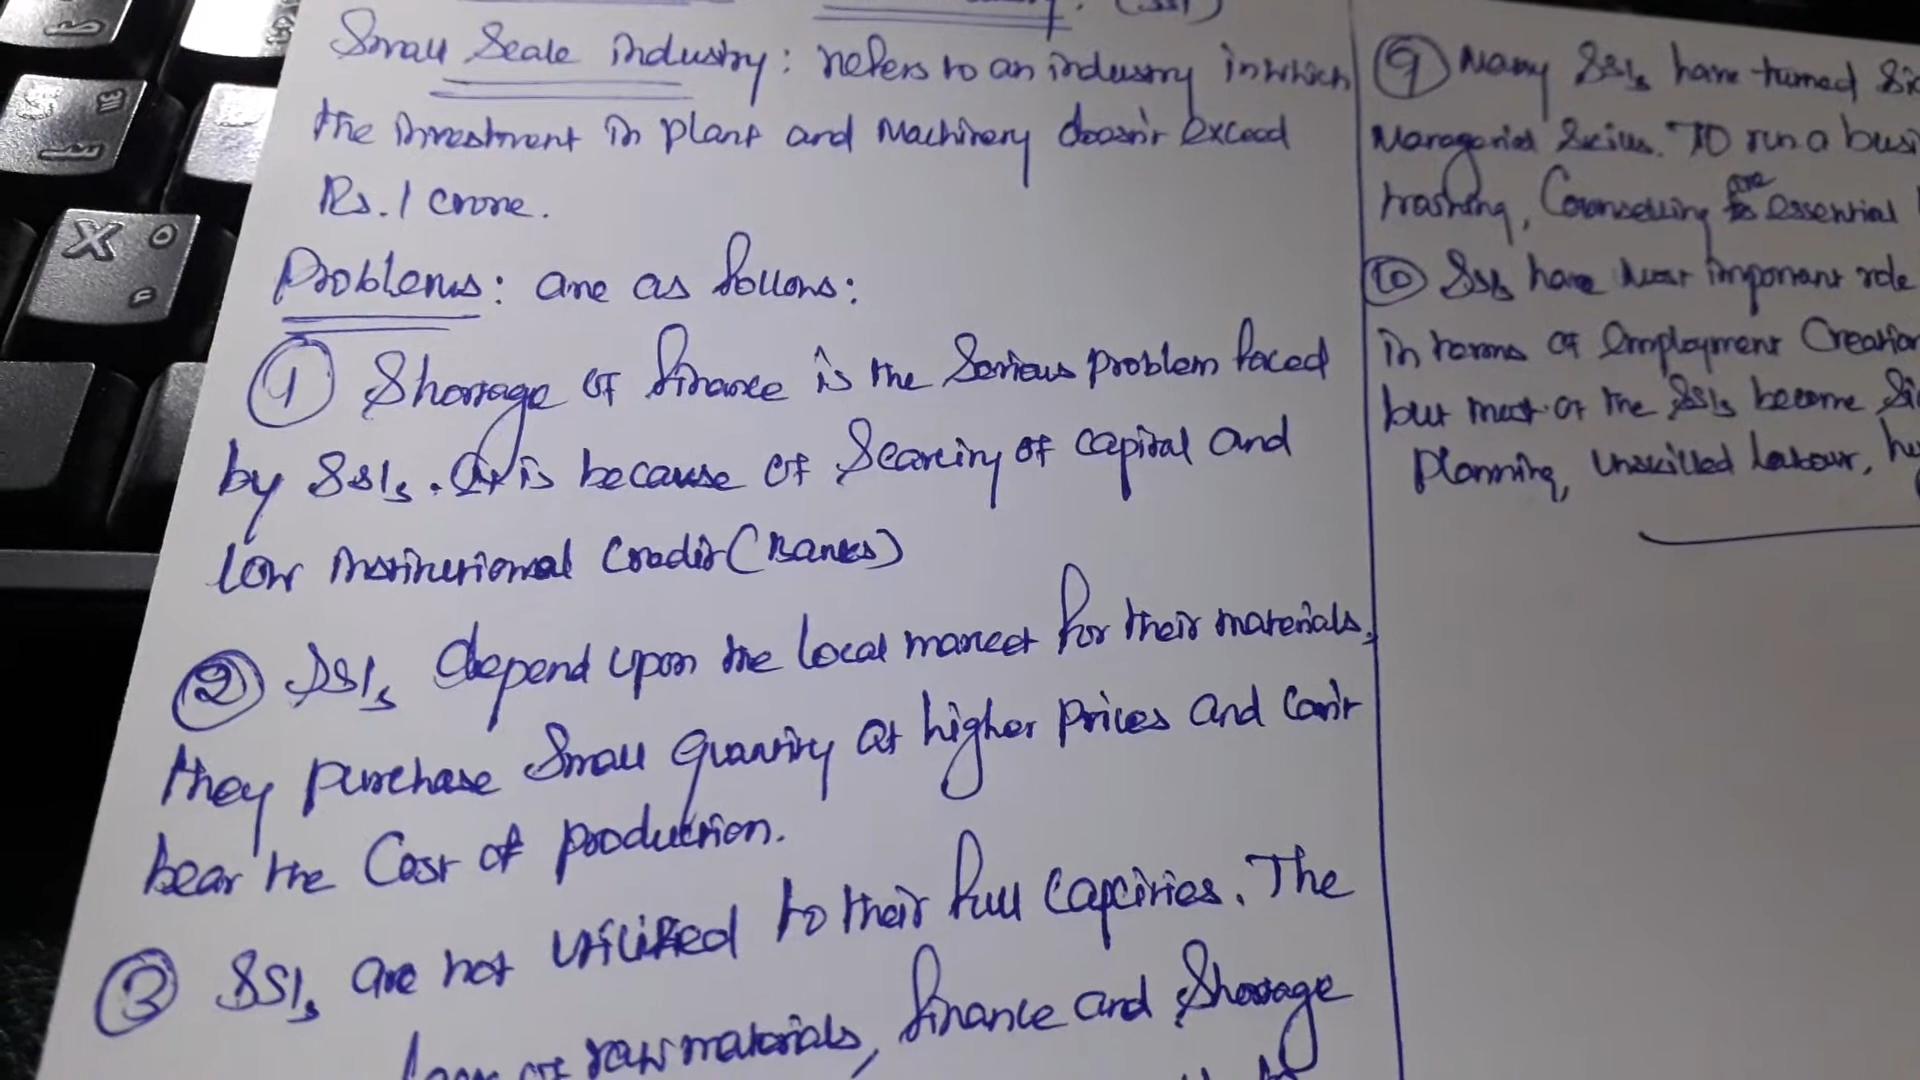 (SSI)
Small Scale industry: refers to an industry in which
the investment in plant and Machinery doesn't exceed
Rs. 1 crore.
Problems: are as follows:
① Shortage of finance is the Serious problem faced
by SSIs. It is because of Scarcity of capital and
low institutional Credit (Banks)
② SSIs depend upon the local market for their materials,
they purchase Small quantity at higher prices and can't
bear the Cost of production.
③ SSIs are not utilized to their full capcities. The
of raw materials, finance and Shortage
⑨ Many SSIs have turned
Managerial Skills. To run a
training, Counselling are essential
⑩ SSIs have most important role
in terms of Employment Creation
but most of the SSIs become
Planning, unskilled Labour,
X